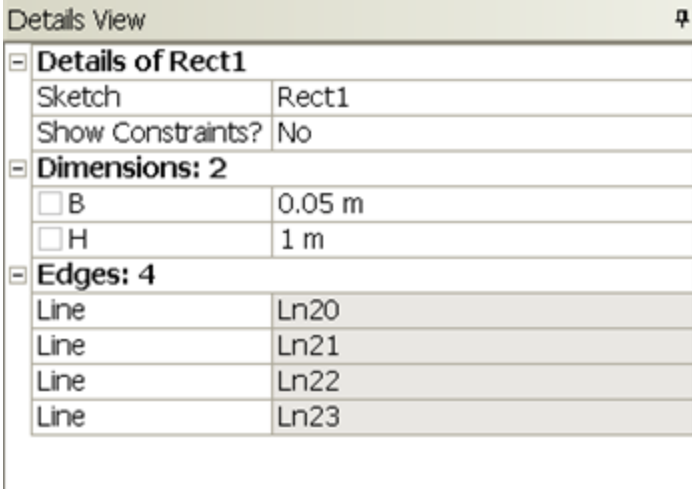 Details View
Details of Rect1
Sketch Rect1
Show Constraints? No
Dimensions: 2
B 0.05 m
H 1 m
Edges: 4
Line Ln20
Line Ln21
Line Ln22
Line Ln23